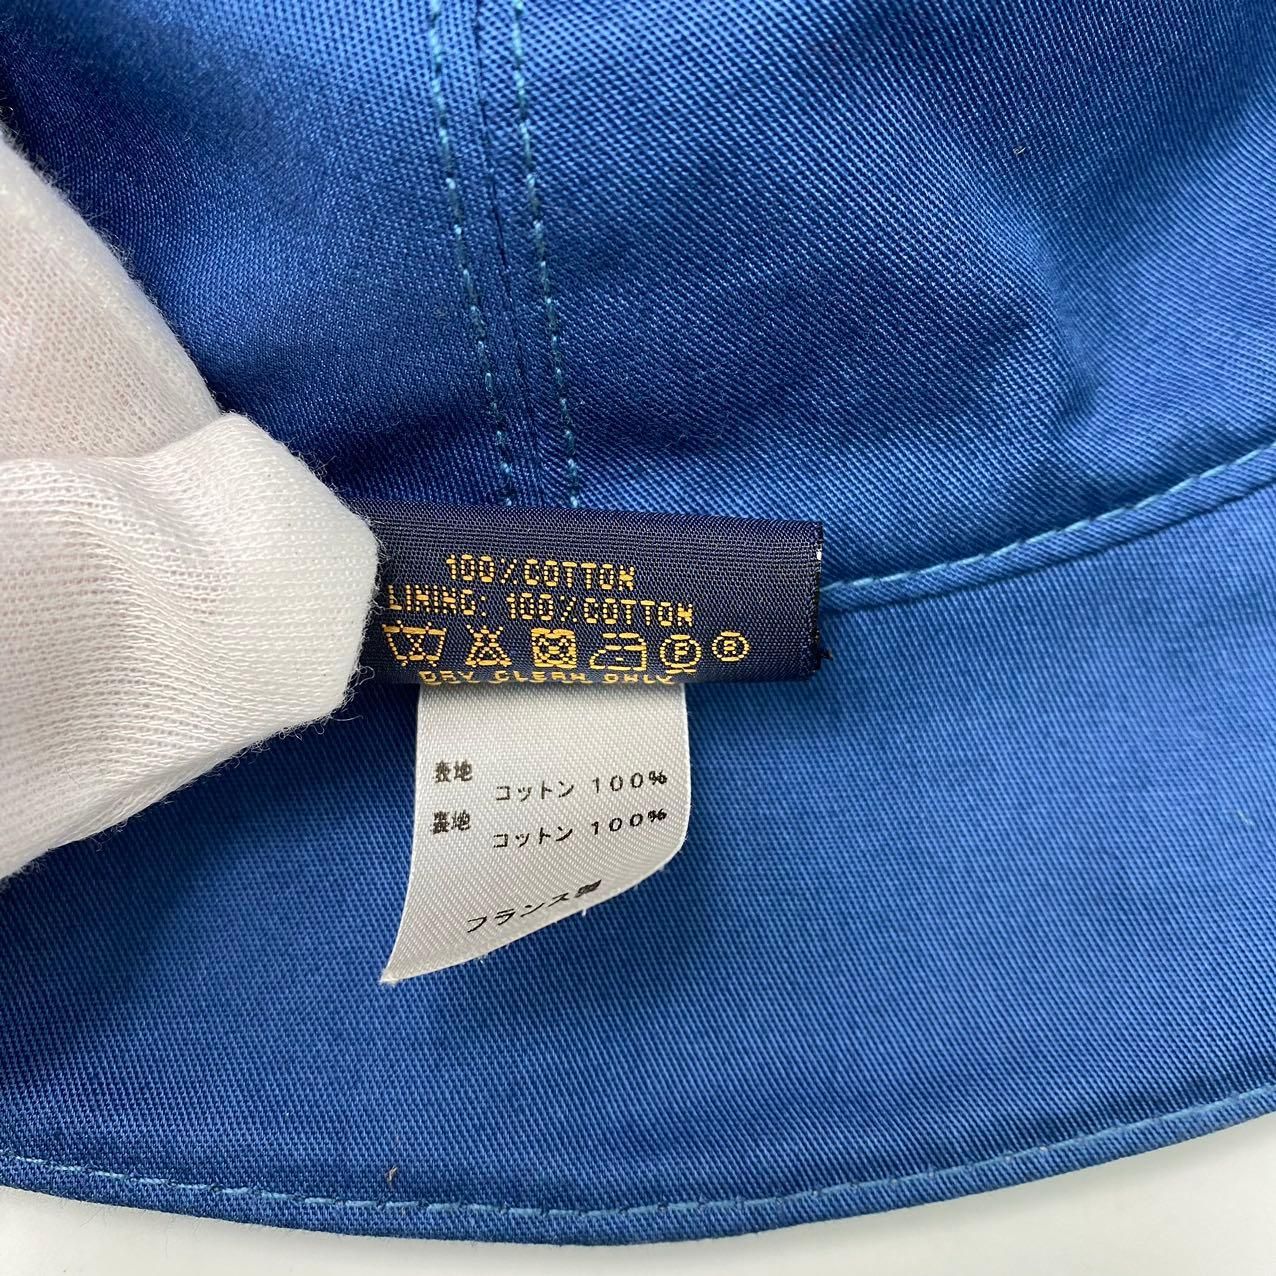 100% COTTON
LINING: 100% COTTON
P R
DRY CLEAN ONLY
表地
コットン 100%
裏地
コットン 100%
フランス製